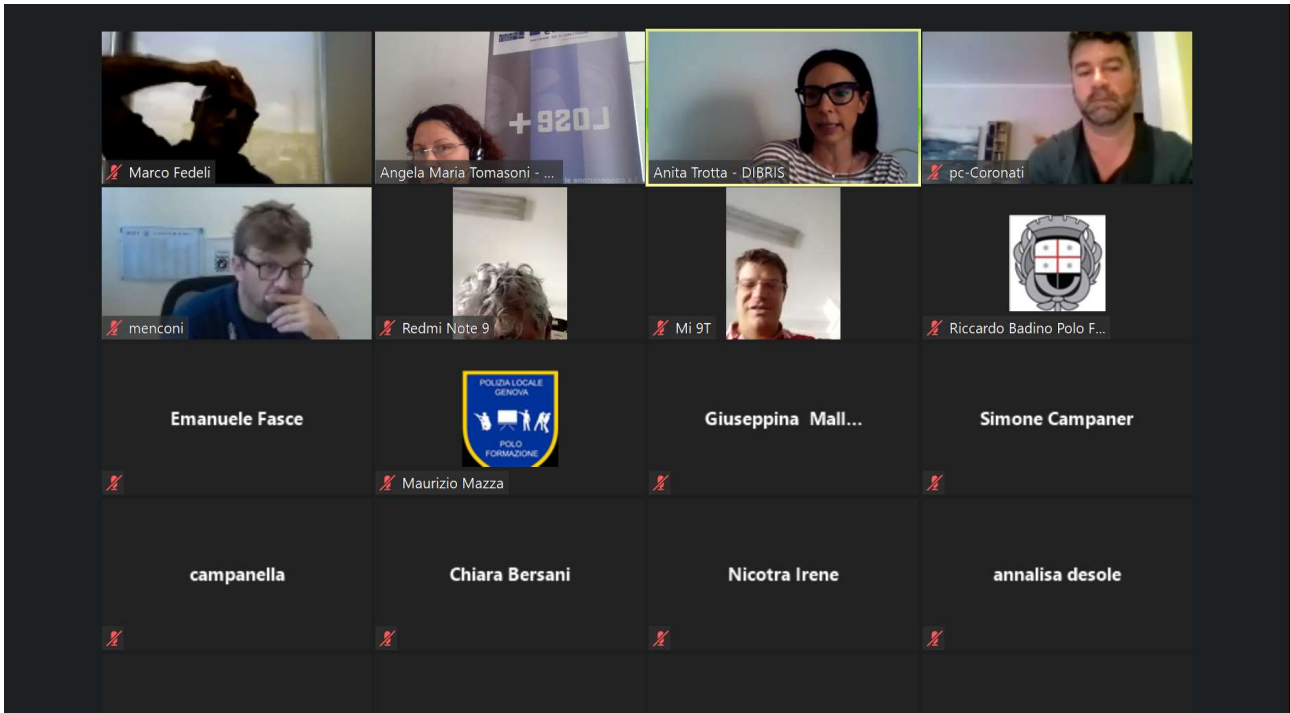 LOSE +
Marco Fedeli
Angela Maria Tomasoni - ...
Anita Trotta - DIBRIS
pc-Coronati
menconi
Redmi Note 9
Mi 9T
Riccardo Badino Polo F...
Emanuele Fasce
POLIZIA LOCALE
GENOVA
POLO
FORMAZIONE
Maurizio Mazza
Giuseppina Mall...
Simone Campaner
campanella
Chiara Bersani
Nicotra Irene
annalisa desole